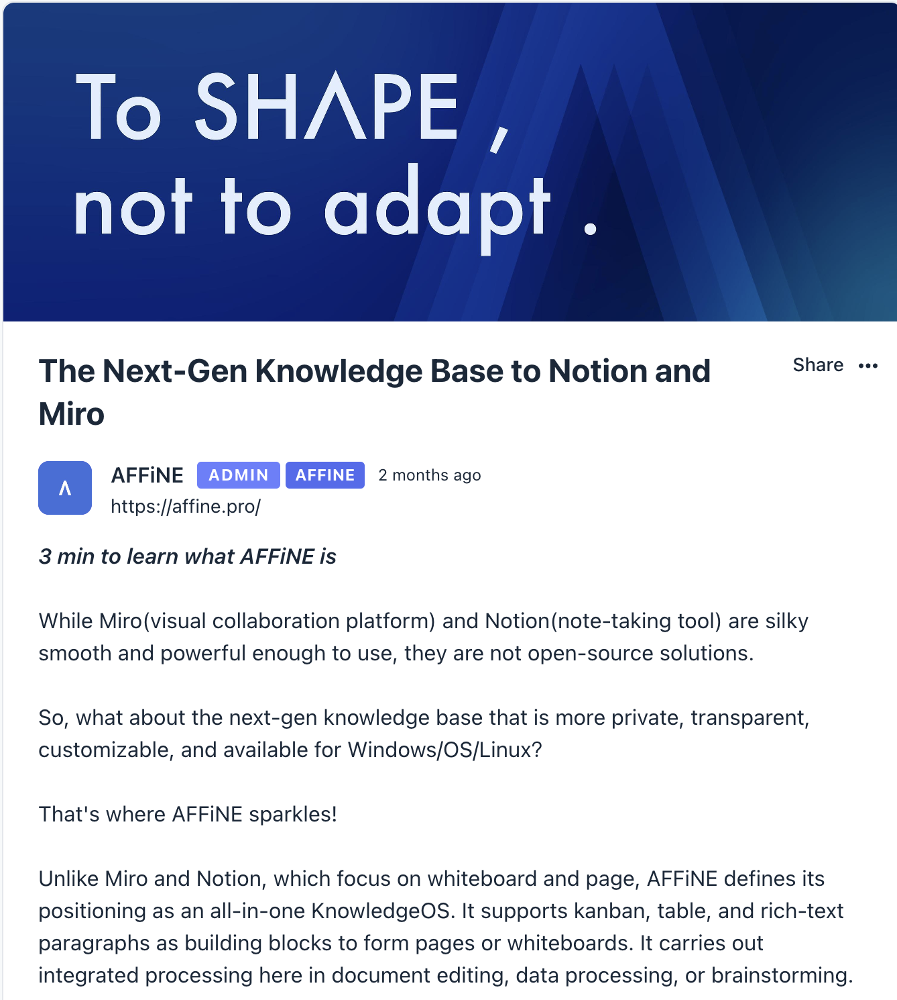 To SHAPE ,
not to adapt .
The Next-Gen Knowledge Base to Notion and
Miro
Share •••
AFFiNE ADMIN AFFINE 2 months ago
https://affine.pro/
3 min to learn what AFFiNE is
While Miro(visual collaboration platform) and Notion(note-taking tool) are silky
smooth and powerful enough to use, they are not open-source solutions.
So, what about the next-gen knowledge base that is more private, transparent,
customizable, and available for Windows/OS/Linux?
That's where AFFiNE sparkles!
Unlike Miro and Notion, which focus on whiteboard and page, AFFiNE defines its
positioning as an all-in-one KnowledgeOS. It supports kanban, table, and rich-text
paragraphs as building blocks to form pages or whiteboards. It carries out
integrated processing here in document editing, data processing, or brainstorming.